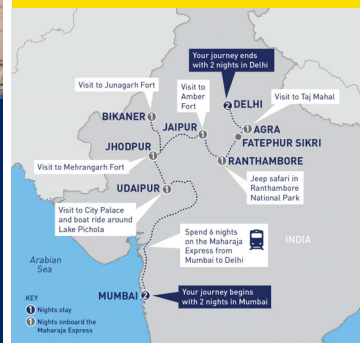 Your journey ends
with 2 nights in Delhi
Visit to Junagarh Fort
Visit to
Amber
Fort
2 DELHI
Visit to Taj Mahal
BIKANER 1
JAIPUR 1
1 AGRA
FATEPHUR SIKRI
JHODPUR 1
1 RANTHAMBORE
Visit to Mehrangarh Fort
Jeep safari in
Ranthambore
National Park
UDAIPUR 1
Visit to City Palace
and boat ride around
Lake Pichola
Spend 6 nights
on the Maharaja
Express from
Mumbai to Delhi
INDIA
Arabian
Sea
KEY
1 Nights stay
1 Nights onboard the
Maharaja Express
MUMBAI 2
Your journey begins
with 2 nights in Mumbai